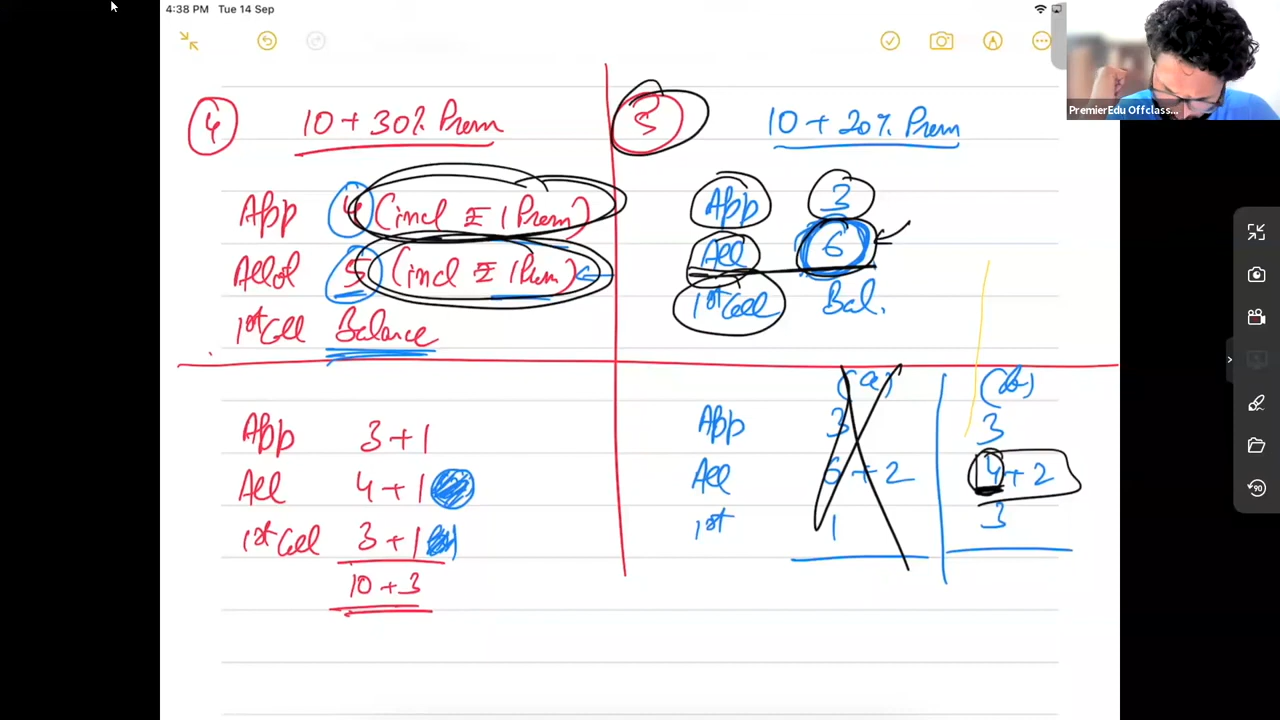 4:38 PM Tue 14 Sep
PremierEdu Offclass...
④ 10 + 30% Prem
App 4 (incl ₹ 1 Prem)
Allot 5 (incl ₹ 1 Prem)
1st Call Balance
App 3 + 1
All 4 + 1
1st Call 3 + 1
10 + 3
10 + 20% Prem
App 3
All 6
1st Call Bal.
(a) (b)
App 3 3
All 6 + 2 4 + 2
1st 1 3
90